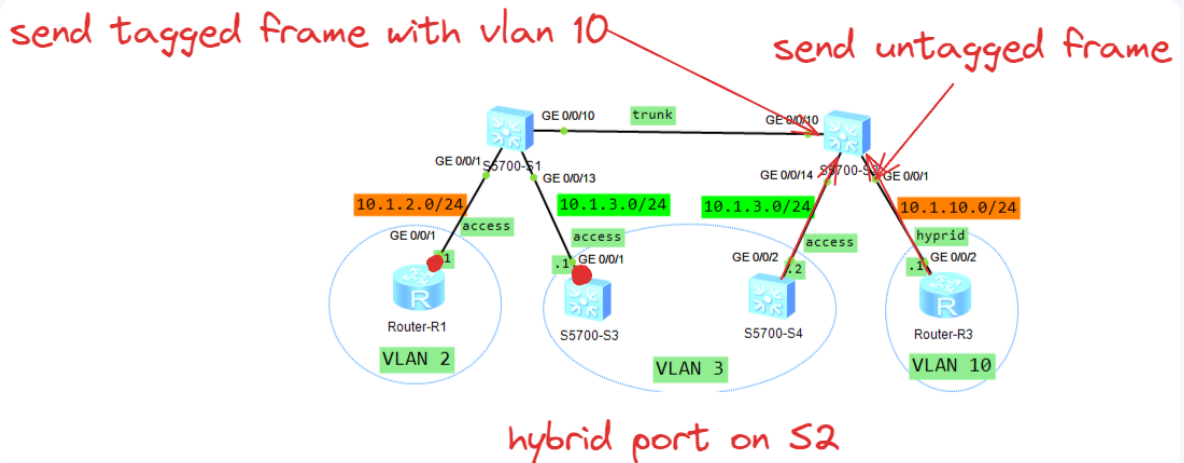 send tagged frame with vlan 10
send untagged frame
GE 0/0/10
trunk
GE 0/0/10
GE 0/0/1
S5700-S1
GE 0/0/13
GE 0/0/14
GE 0/0/1
10.1.2.0/24
10.1.3.0/24
10.1.3.0/24
10.1.10.0/24
access
access
access
hyprid
GE 0/0/1
.1
GE 0/0/1
GE 0/0/2
.2
.1
GE 0/0/2
Router-R1
S5700-S3
S5700-S4
Router-R3
VLAN 2
VLAN 3
VLAN 10
hybrid port on S2